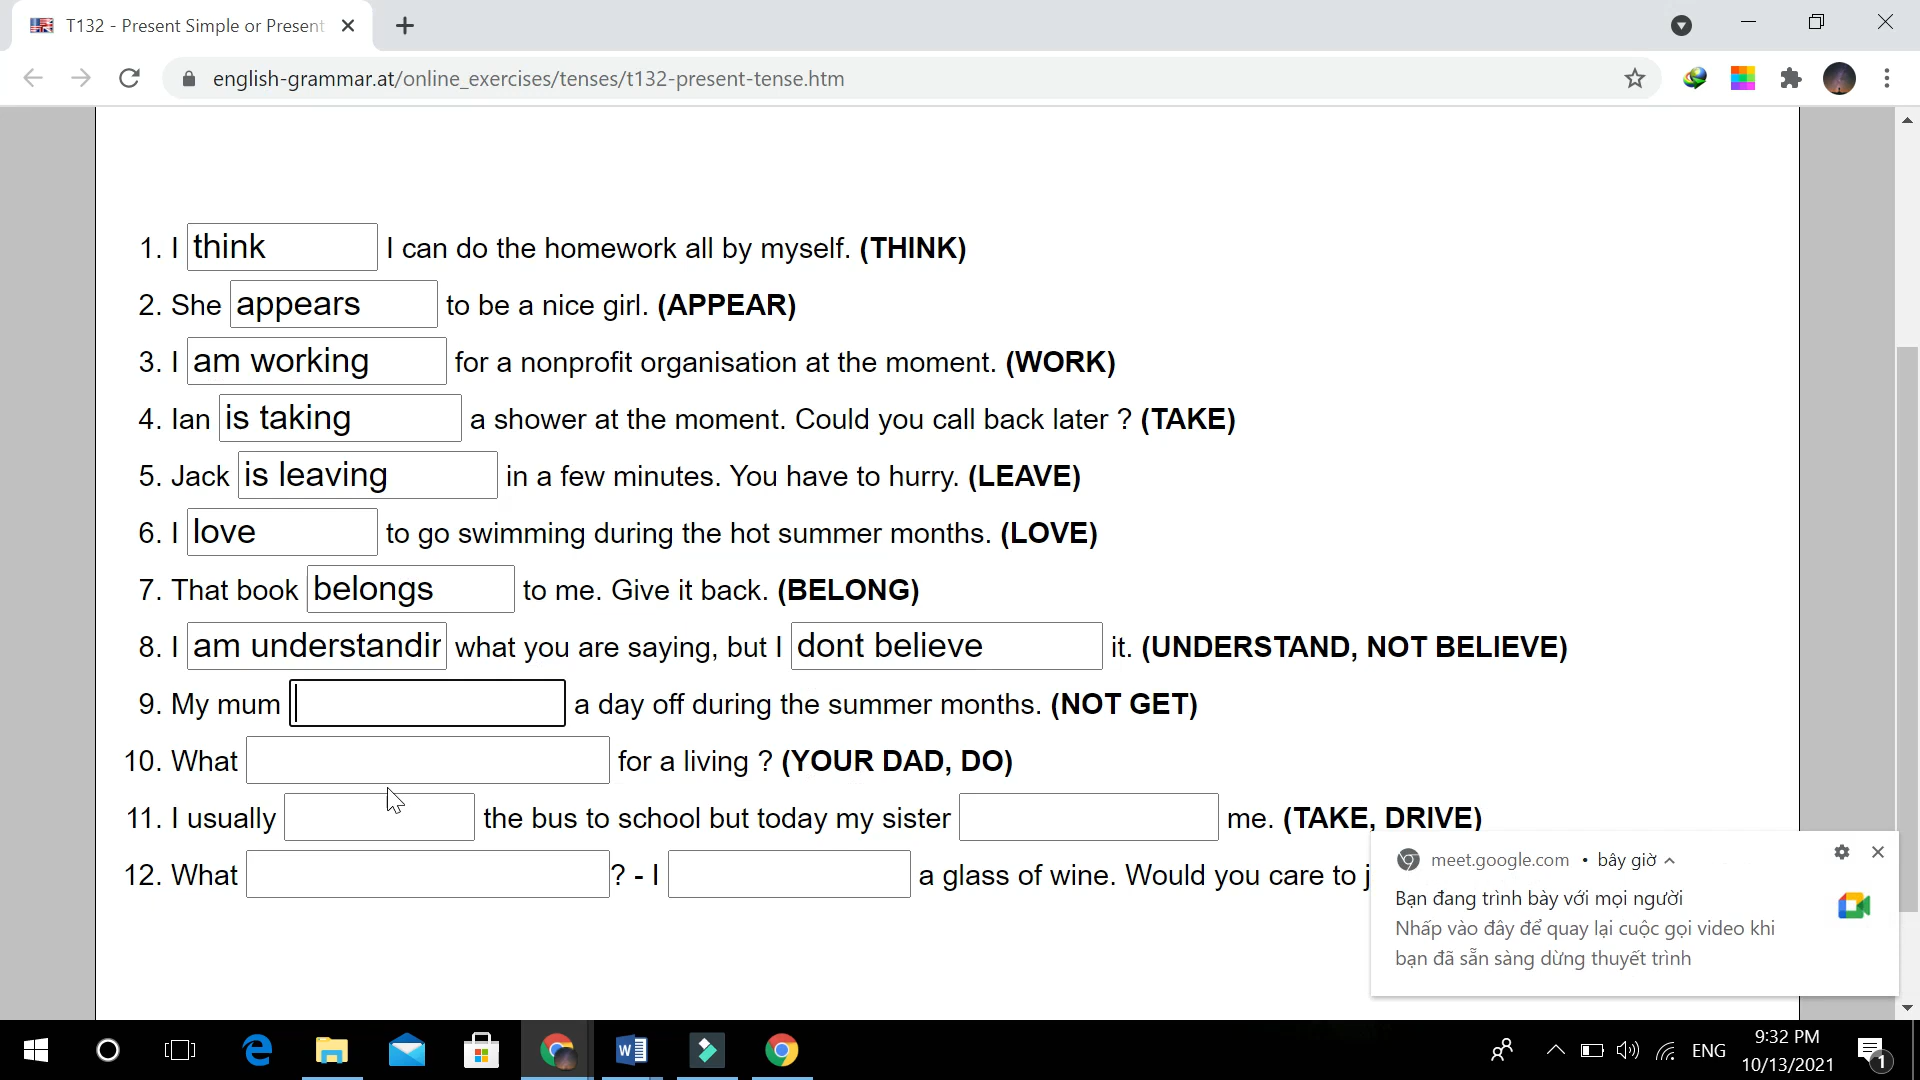 T132 - Present Simple or Present
english-grammar.at/online_exercises/tenses/t132-present-tense.htm
1. I think I can do the homework all by myself. (THINK)
2. She appears to be a nice girl. (APPEAR)
3. I am working for a nonprofit organisation at the moment. (WORK)
4. Ian is taking a shower at the moment. Could you call back later ? (TAKE)
5. Jack is leaving in a few minutes. You have to hurry. (LEAVE)
6. I love to go swimming during the hot summer months. (LOVE)
7. That book belongs to me. Give it back. (BELONG)
8. I am understandin what you are saying, but I dont believe it. (UNDERSTAND, NOT BELIEVE)
9. My mum a day off during the summer months. (NOT GET)
10. What for a living ? (YOUR DAD, DO)
11. I usually the bus to school but today my sister me. (TAKE, DRIVE)
12. What ? - I a glass of wine. Would you care to j
meet.google.com • bây giờ
Bạn đang trình bày với mọi người
Nhấp vào đây để quay lại cuộc gọi video khi
bạn đã sẵn sàng dừng thuyết trình
ENG
9:32 PM
10/13/2021
1